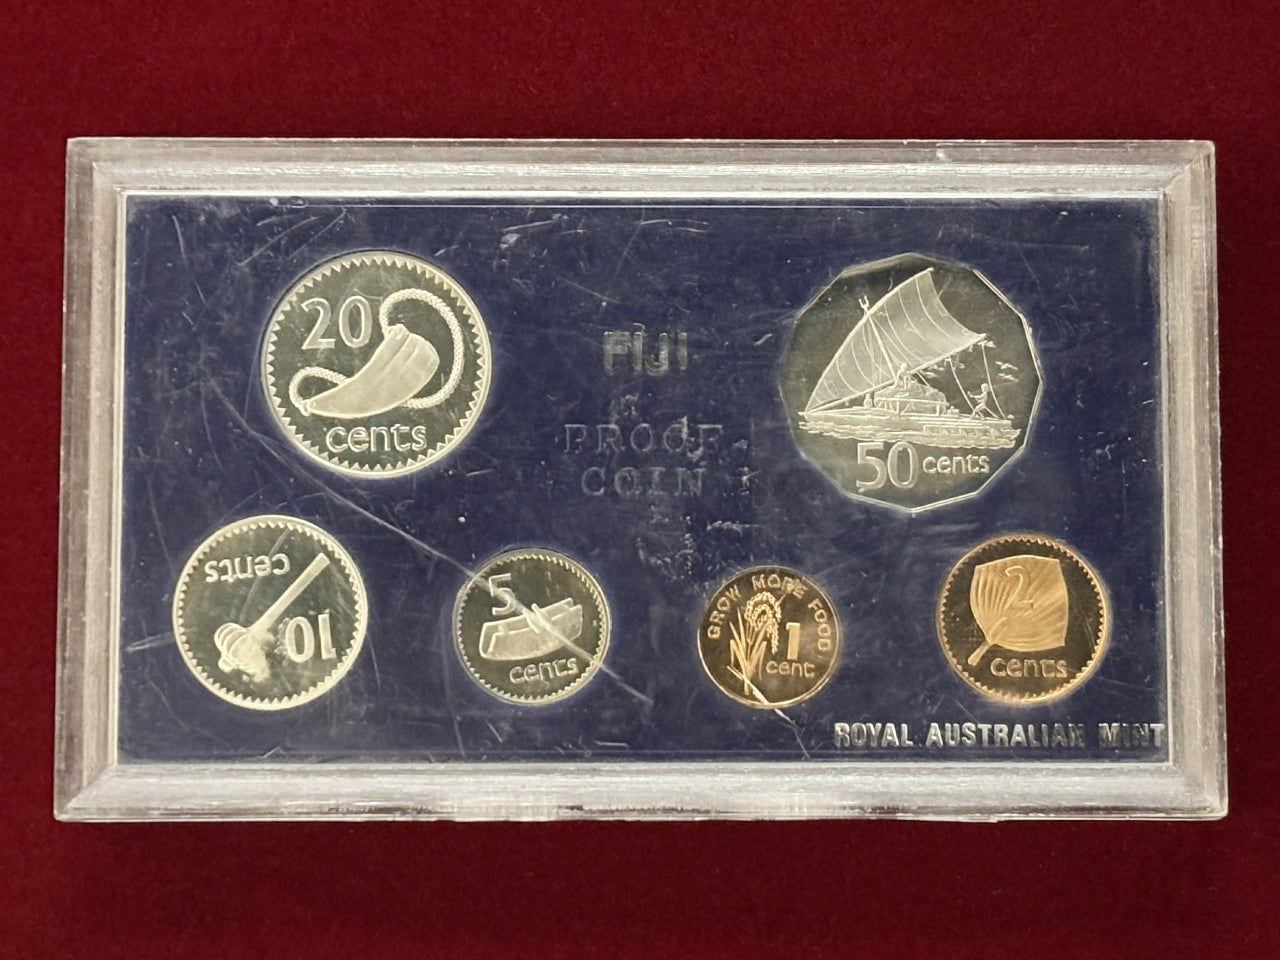 20
cents
FIJI
PROOF
COIN
50 cents
10
cents
5
cents
GROW MORE FOOD
1
cent
2
cents
ROYAL AUSTRALIAN MINT